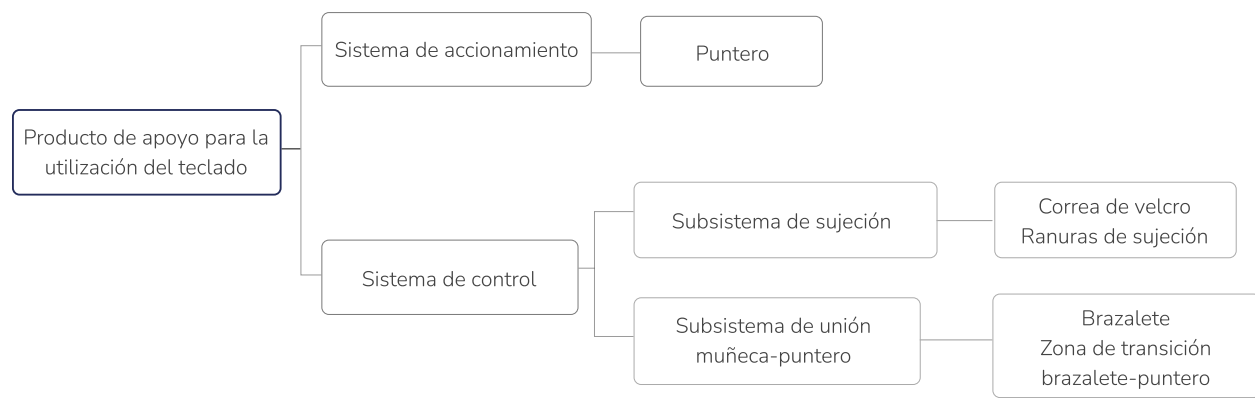 Producto de apoyo para la
utilización del teclado
Sistema de accionamiento
Puntero
Sistema de control
Subsistema de sujeción
Correa de velcro
Ranuras de sujeción
Subsistema de unión
muñeca-puntero
Brazalete
Zona de transición
brazalete-puntero